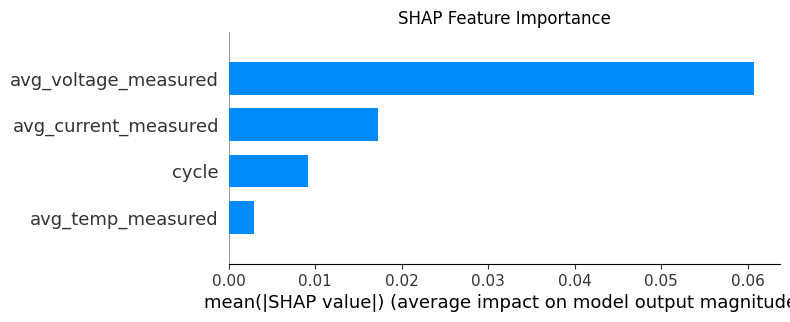 SHAP Feature Importance
avg_voltage_measured
avg_current_measured
cycle
avg_temp_measured
0.00 0.01 0.02 0.03 0.04 0.05 0.06
mean(|SHAP value|) (average impact on model output magnitude